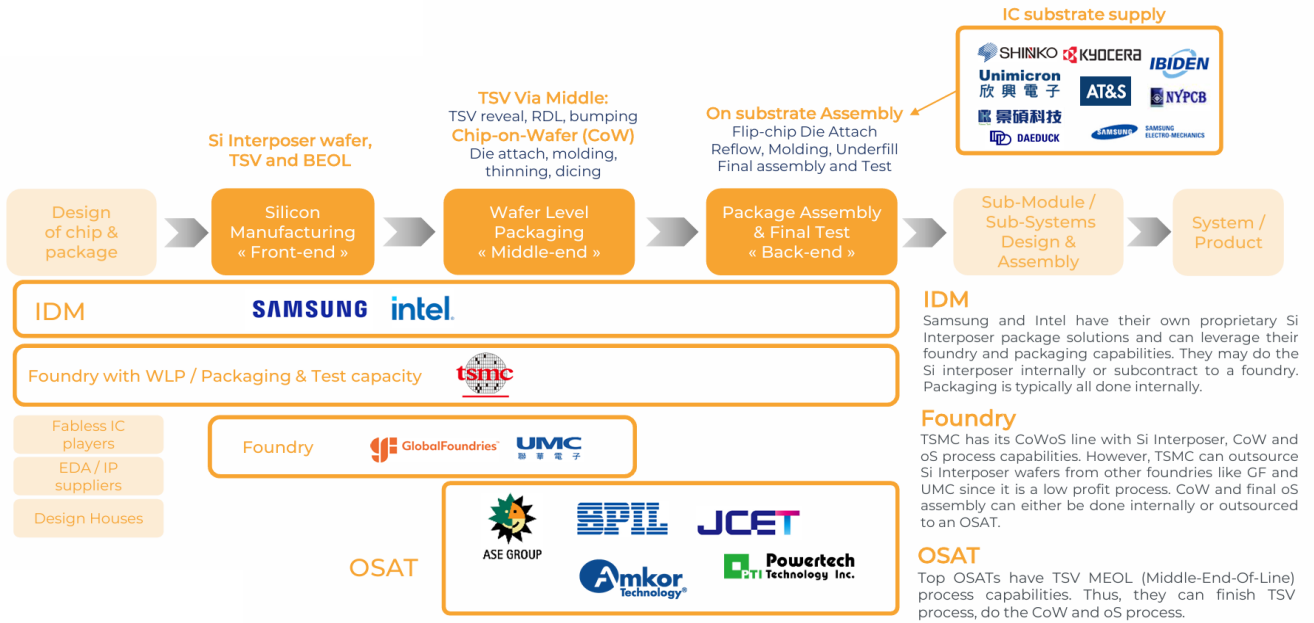 IC substrate supply
SHINKO
KYOCERA
IBIDEN
Unimicron
欣興電子
AT&S
NYPCB
景碩科技
DAEDUCK
SAMSUNG
SAMSUNG
ELECTRO-MECHANICS
Si Interposer wafer,
TSV and BEOL
TSV Via Middle:
TSV reveal, RDL, bumping
Chip-on-Wafer (CoW)
Die attach, molding,
thinning, dicing
On substrate Assembly
Flip-chip Die Attach
Reflow, Molding, Underfill
Final assembly and Test
Design
of chip &
package
Silicon
Manufacturing
« Front-end »
Wafer Level
Packaging
« Middle-end »
Package Assembly
& Final Test
« Back-end »
Sub-Module /
Sub-Systems
Design &
Assembly
System /
Product
IDM
SAMSUNG
intel.
Foundry with WLP / Packaging & Test capacity
tsmc
Fabless IC
players
EDA / IP
suppliers
Design Houses
Foundry
GlobalFoundries™
UMC
聯華電子
OSAT
ASE GROUP
SPIL
JCET
Amkor
Technology®
PTI
Powertech
Technology Inc.
IDM
Samsung and Intel have their own proprietary Si
Interposer package solutions and can leverage their
foundry and packaging capabilities. They may do the
Si interposer internally or subcontract to a foundry.
Packaging is typically all done internally.
Foundry
TSMC has its CoWoS line with Si Interposer, CoW and
oS process capabilities. However, TSMC can outsource
Si Interposer wafers from other foundries like GF and
UMC since it is a low profit process. CoW and final oS
assembly can either be done internally or outsourced
to an OSAT.
OSAT
Top OSATs have TSV MEOL (Middle-End-Of-Line)
process capabilities. Thus, they can finish TSV
process, do the CoW and oS process.